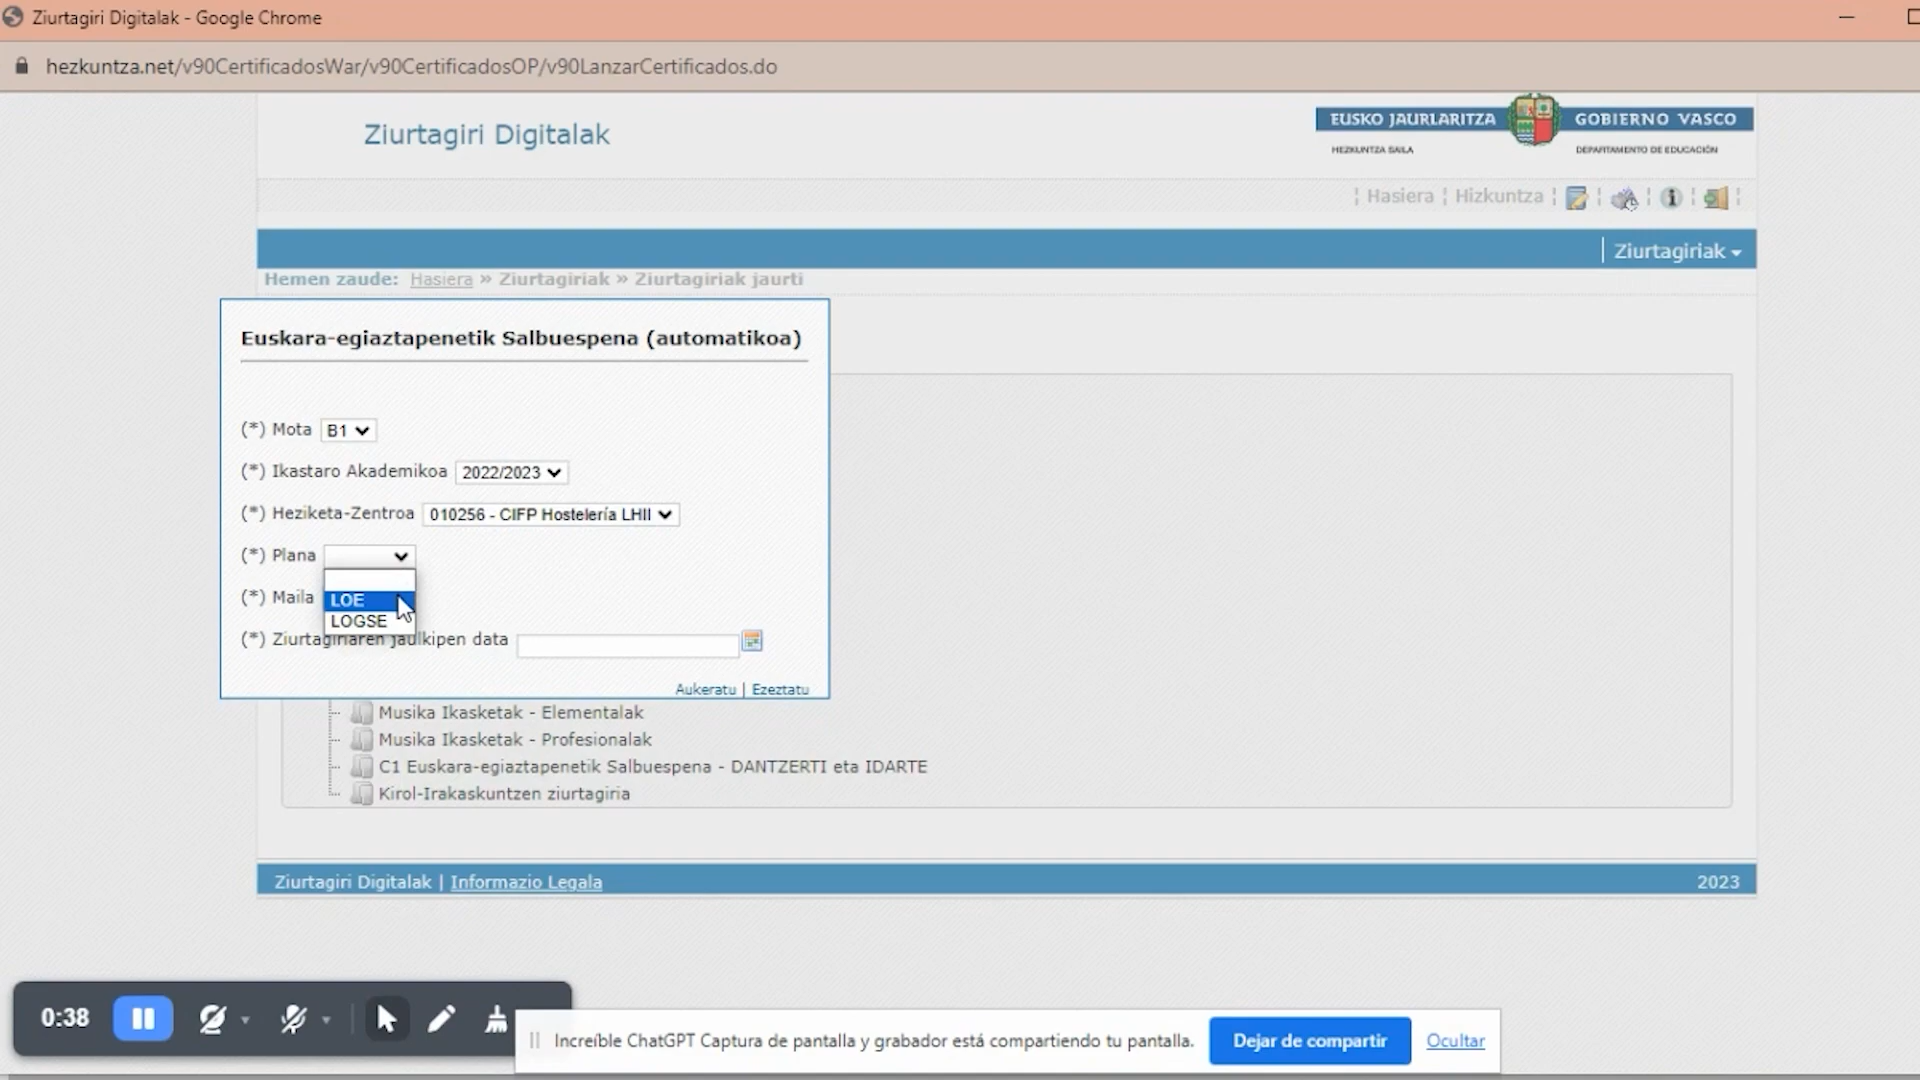 Ziurtagiri Digitalak - Google Chrome
hezkuntza.net/v90CertificadosWar/v90CertificadosOP/v90LanzarCertificados.do
Ziurtagiri Digitalak
EUSKO JAURLARITZA GOBIERNO VASCO
HEZKUNTZA SAILA DEPARTAMENTO DE EDUCACIÓN
¦ Hasiera ¦ Hizkuntza ¦
Ziurtagiriak
Hemen zaude: Hasiera » Ziurtagiriak » Ziurtagiriak jaurti
Euskara-egiaztapenetik Salbuespena (automatikoa)
(*) Mota B1
(*) Ikastaro Akademikoa 2022/2023
(*) Heziketa-Zentroa 010256 - CIFP Hostelería LHII
(*) Plana
(*) Maila LOE
LOGSE
(*) Ziurtagiriaren jaulkipen data
Aukeratu | Ezeztatu
Musika Ikasketak - Elementalak
Musika Ikasketak - Profesionalak
C1 Euskara-egiaztapenetik Salbuespena - DANTZERTI eta IDARTE
Kirol-Irakaskuntzen ziurtagiria
Ziurtagiri Digitalak | Informazio Legala 2023
0:38
Increíble ChatGPT Captura de pantalla y grabador está compartiendo tu pantalla. Dejar de compartir Ocultar